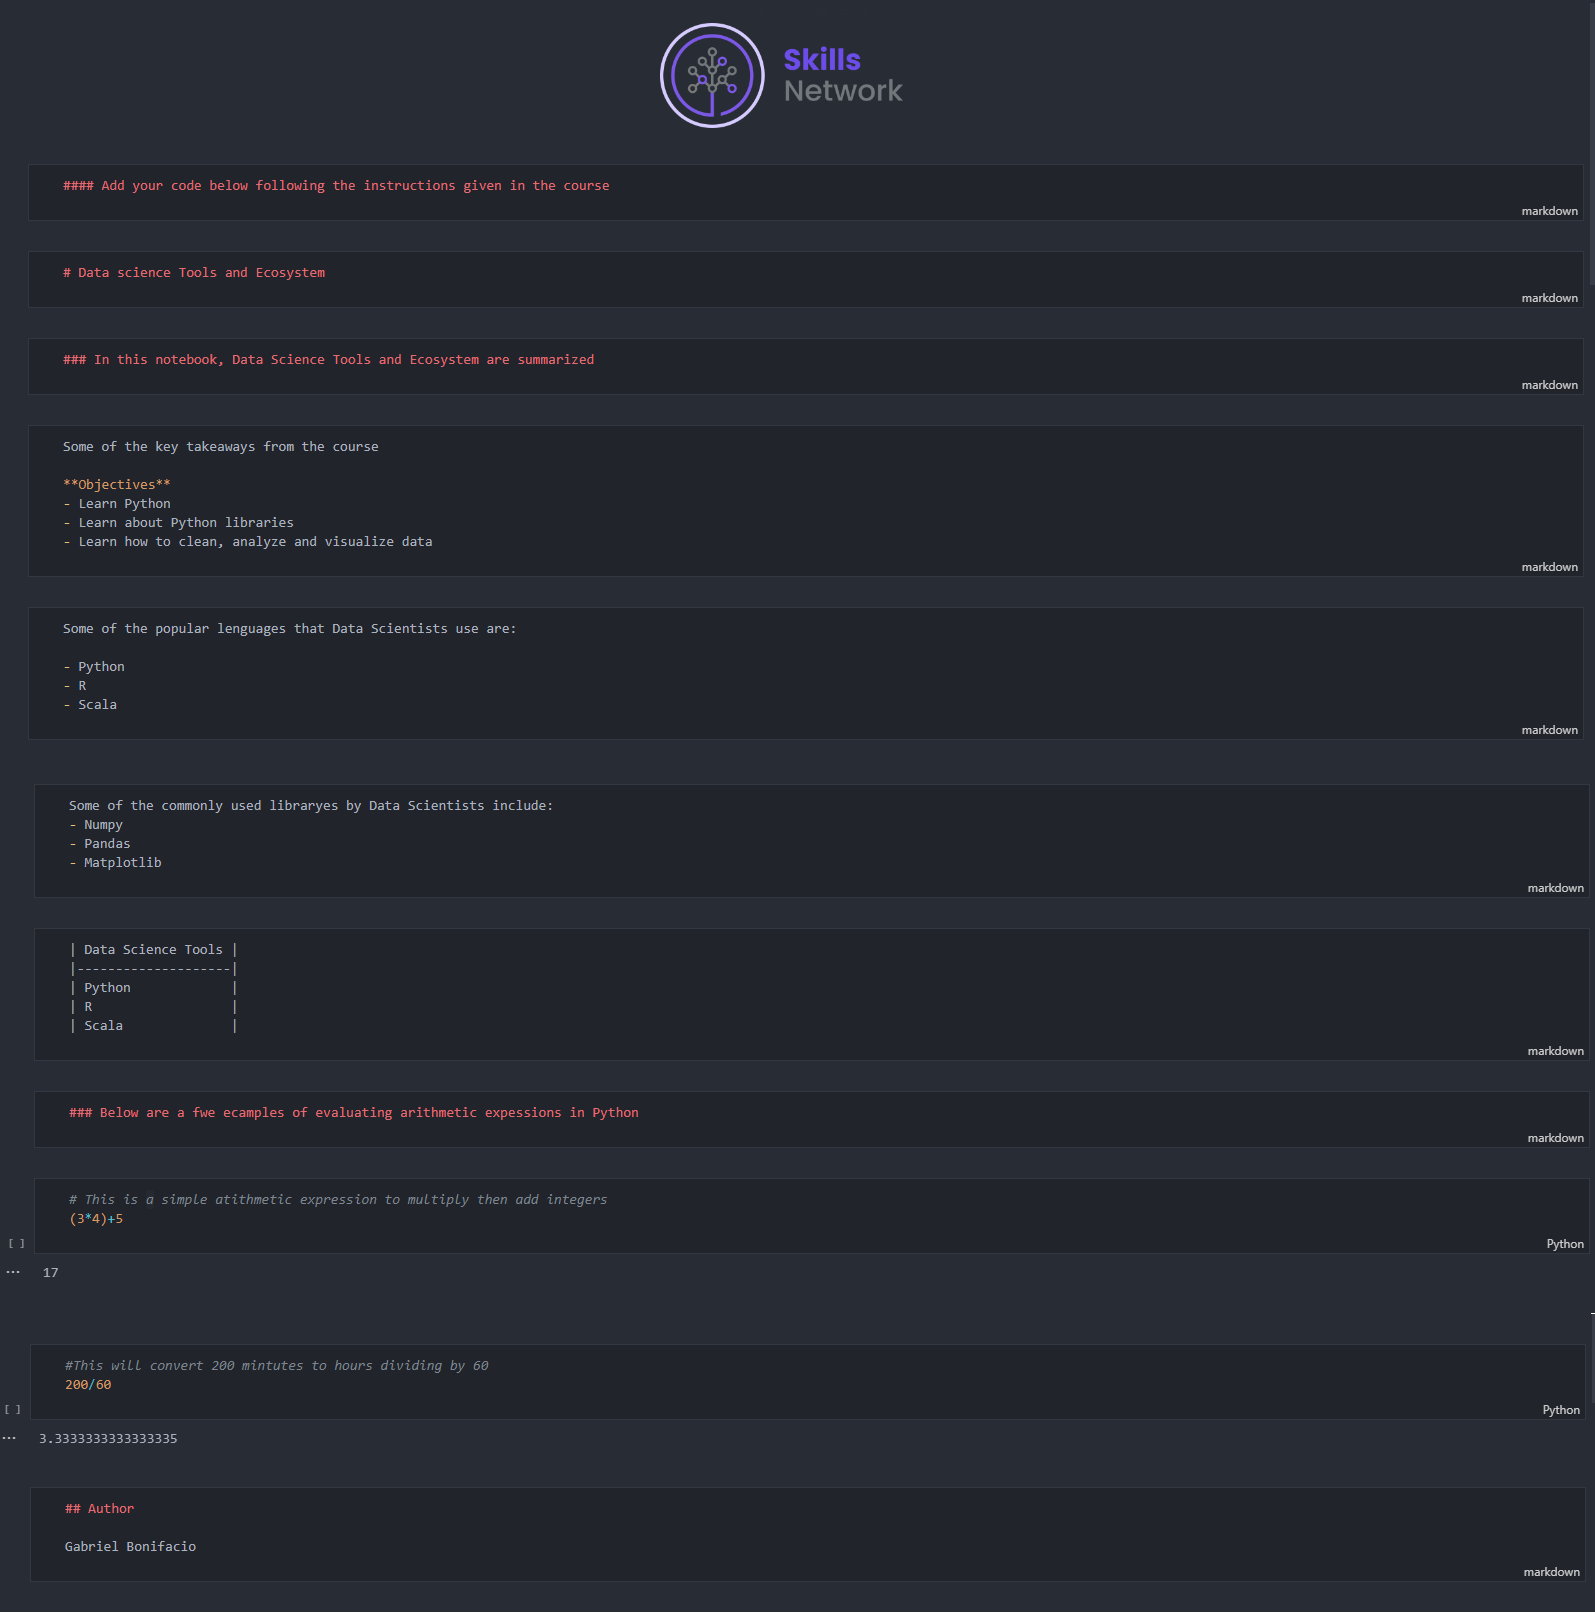 Skills
Network
#### Add your code below following the instructions given in the course
markdown
# Data science Tools and Ecosystem
markdown
### In this notebook, Data Science Tools and Ecosystem are summarized
markdown
Some of the key takeaways from the course
**Objectives**
- Learn Python
- Learn about Python libraries
- Learn how to clean, analyze and visualize data
markdown
Some of the popular lenguages that Data Scientists use are:
- Python
- R
- Scala
markdown
Some of the commonly used libraryes by Data Scientists include:
- Numpy
- Pandas
- Matplotlib
markdown
| Data Science Tools |
|--------------------|
| Python             |
| R                  |
| Scala              |
markdown
### Below are a fwe ecamples of evaluating arithmetic expessions in Python
markdown
# This is a simple atithmetic expression to multiply then add integers
(3*4)+5
[ ]
Python
... 17
#This will convert 200 mintutes to hours dividing by 60
200/60
[ ]
Python
... 3.3333333333333335
## Author
Gabriel Bonifacio
markdown